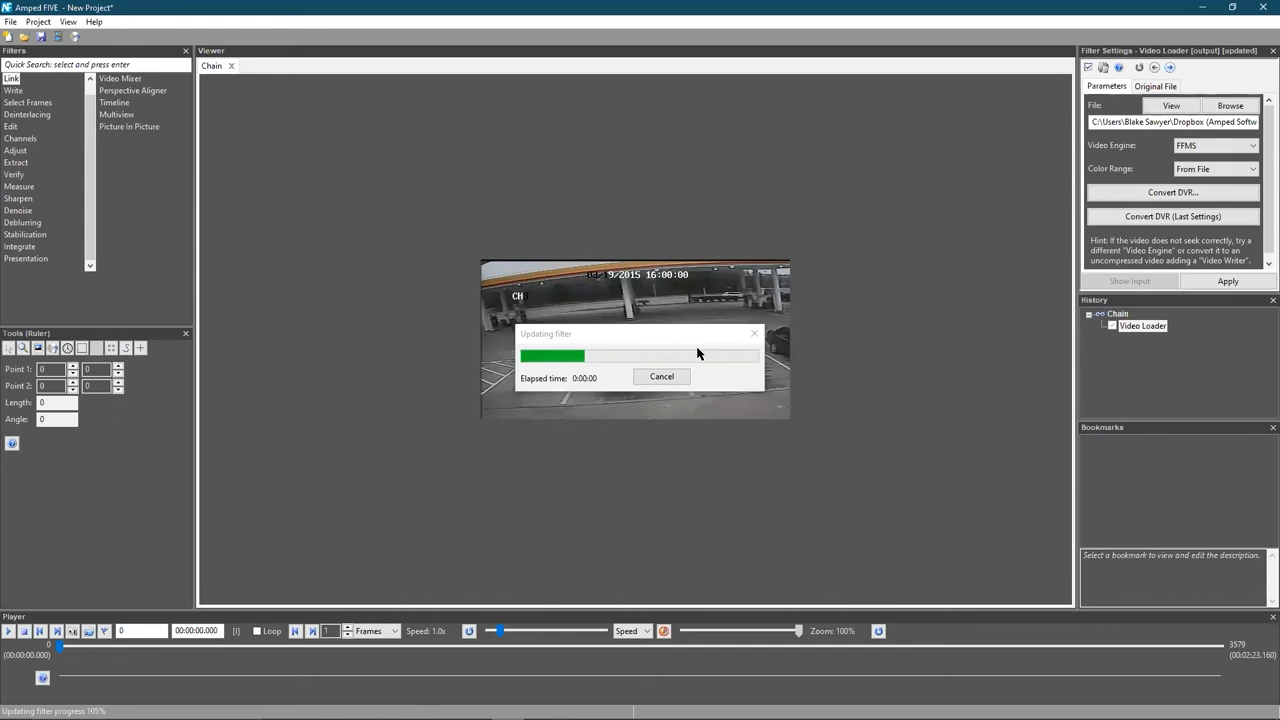 Amped FIVE - New Project*
File Project View Help
Filters
Quick Search: select and press enter
Link
Write
Select Frames
Deinterlacing
Edit
Channels
Adjust
Extract
Verify
Measure
Sharpen
Denoise
Deblurring
Stabilization
Integrate
Presentation
Video Mixer
Perspective Aligner
Timeline
Multiview
Picture In Picture
Tools (Ruler)
Point 1: 0 0
Point 2: 0 0
Length: 0
Angle: 0
Viewer
Chain
9/2015 16:00:00
CH
Updating filter
Elapsed time: 0:00:00 Cancel
Filter Settings - Video Loader [output] [updated]
Parameters Original File
File: View Browse
C:\Users\Blake Sawyer\Dropbox (Amped Softw
Video Engine: FFMS
Color Range: From File
Convert DVR...
Convert DVR (Last Settings)
Hint: If the video does not seek correctly, try a
different "Video Engine" or convert it to an
uncompressed video adding a "Video Writer".
Show Input Apply
History
Chain
Video Loader
Bookmarks
Select a bookmark to view and edit the description.
Player
0 00:00:00.000 [I] Loop 1 Frames Speed: 1.0x Speed Zoom: 100%
0 3579
(00:00:00.000) (00:02:23.160)
Updating filter progress 105%